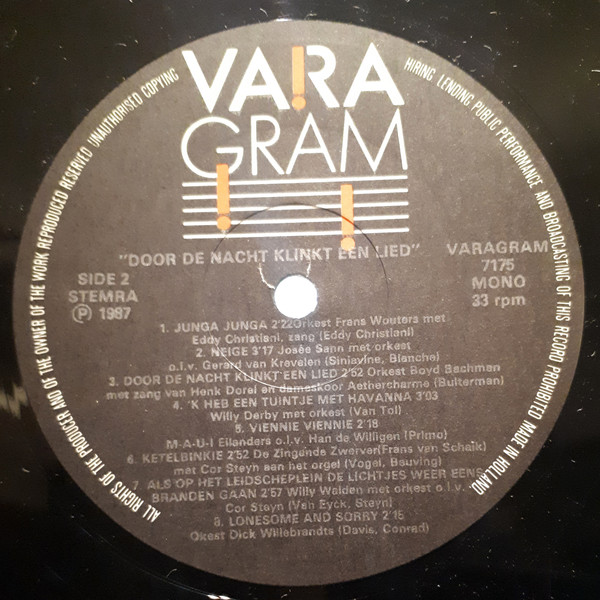 VARA
GRAM
ALL RIGHTS OF THE PRODUCER AND OF THE OWNER OF THE WORK REPRODUCED RESERVED UNAUTHORISED COPYING
HIRING LENDING PUBLIC PERFORMANCE AND BROADCASTING OF THIS RECORD PROHIBITED MADE IN HOLLAND.
"DOOR DE NACHT KLINKT EEN LIED"
SIDE 2
STEMRA
Ⓟ 1987
VARAGRAM
7175
MONO
33 rpm
1. JUNGA JUNGA 2'22Orkest Frans Wouters met
Eddy Christiani, zang (Eddy Christiani)
2. NEIGE 3'17 Josée Sann met orkest
o.l.v. Gerard van Krevelen (Siniavine, Blanche)
3. DOOR DE NACHT KLINKT EEN LIED 2'52 Orkest Boyd Bachman
met zang van Henk Dorel en dameskoor Aethercharme (Bulterman)
4. 'K HEB EEN TUINTJE MET HAVANNA 3'03
Willy Derby met orkest (Van Tol)
5. VIENNIE VIENNIE 2'18
M-A-U-I Eilanders o.l.v. Han de Willigen (Primo)
6. KETELBINKIE 2'52 De Zingende Zwerver(Frans van Schaik)
met Cor Steyn aan het orgel (Vogel, Beuving)
7. ALS OP HET LEIDSCHEPLEIN DE LICHTJES WEER EENS
BRANDEN GAAN 2'57 Willy Walden met orkest o.l.v.
Cor Steyn (Van Eyck, Steyn)
8. LONESOME AND SORRY 2'15
Okest Dick Willebrandts (Davis, Conrad)